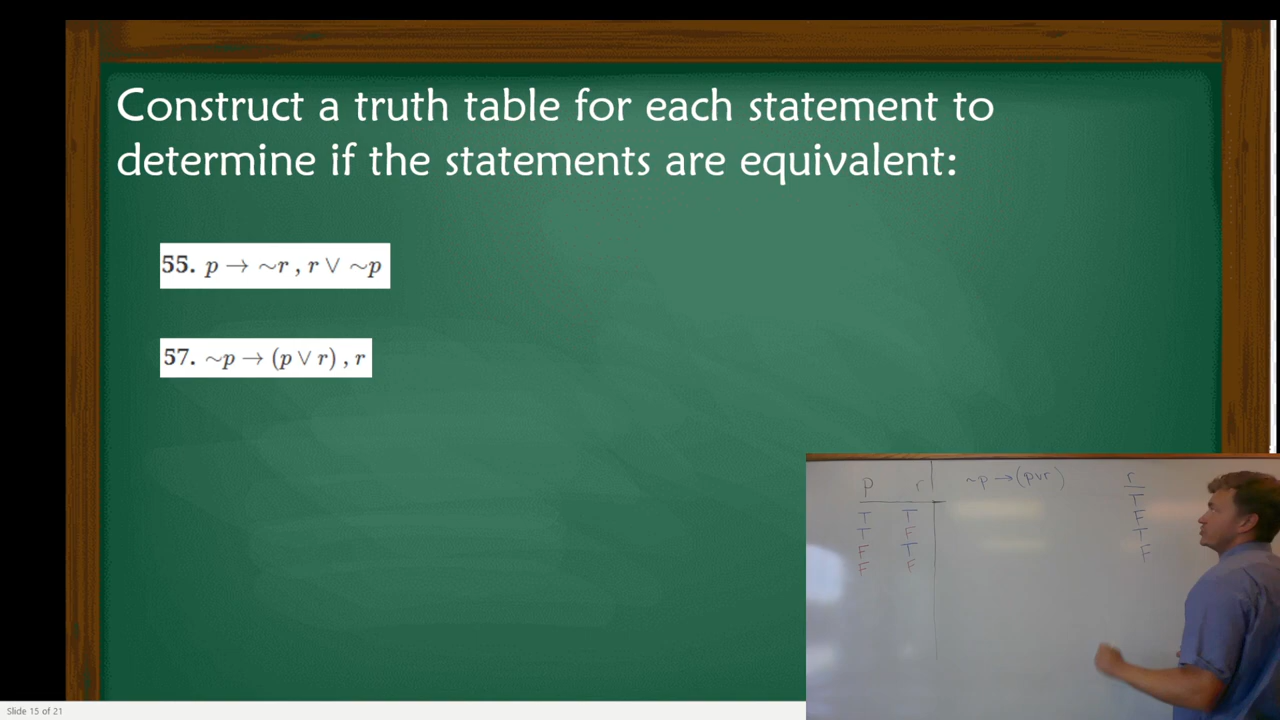 Construct a truth table for each statement to
determine if the statements are equivalent:
55. p → ~r , r ∨ ~p
57. ~p → (p ∨ r) , r
p r ~p → (p∨r) r
T T T
T F F
F T T
F F F
Slide 15 of 21